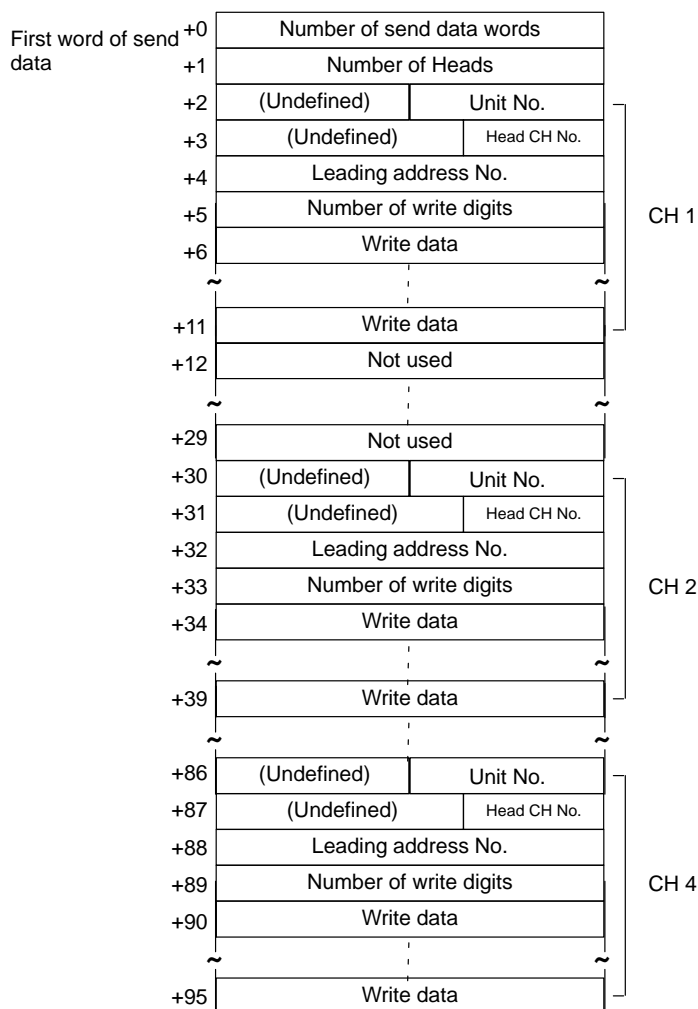 First word of send
data
+0 Number of send data words
+1 Number of Heads
+2 (Undefined) Unit No.
+3 (Undefined) Head CH No.
+4 Leading address No.
+5 Number of write digits
+6 Write data
CH 1
~ ~
+11 Write data
+12 Not used
~ ~
+29 Not used
+30 (Undefined) Unit No.
+31 (Undefined) Head CH No.
+32 Leading address No.
+33 Number of write digits
+34 Write data
CH 2
~ ~
+39 Write data
~ ~
+86 (Undefined) Unit No.
+87 (Undefined) Head CH No.
+88 Leading address No.
+89 Number of write digits
+90 Write data
CH 4
~ ~
+95 Write data